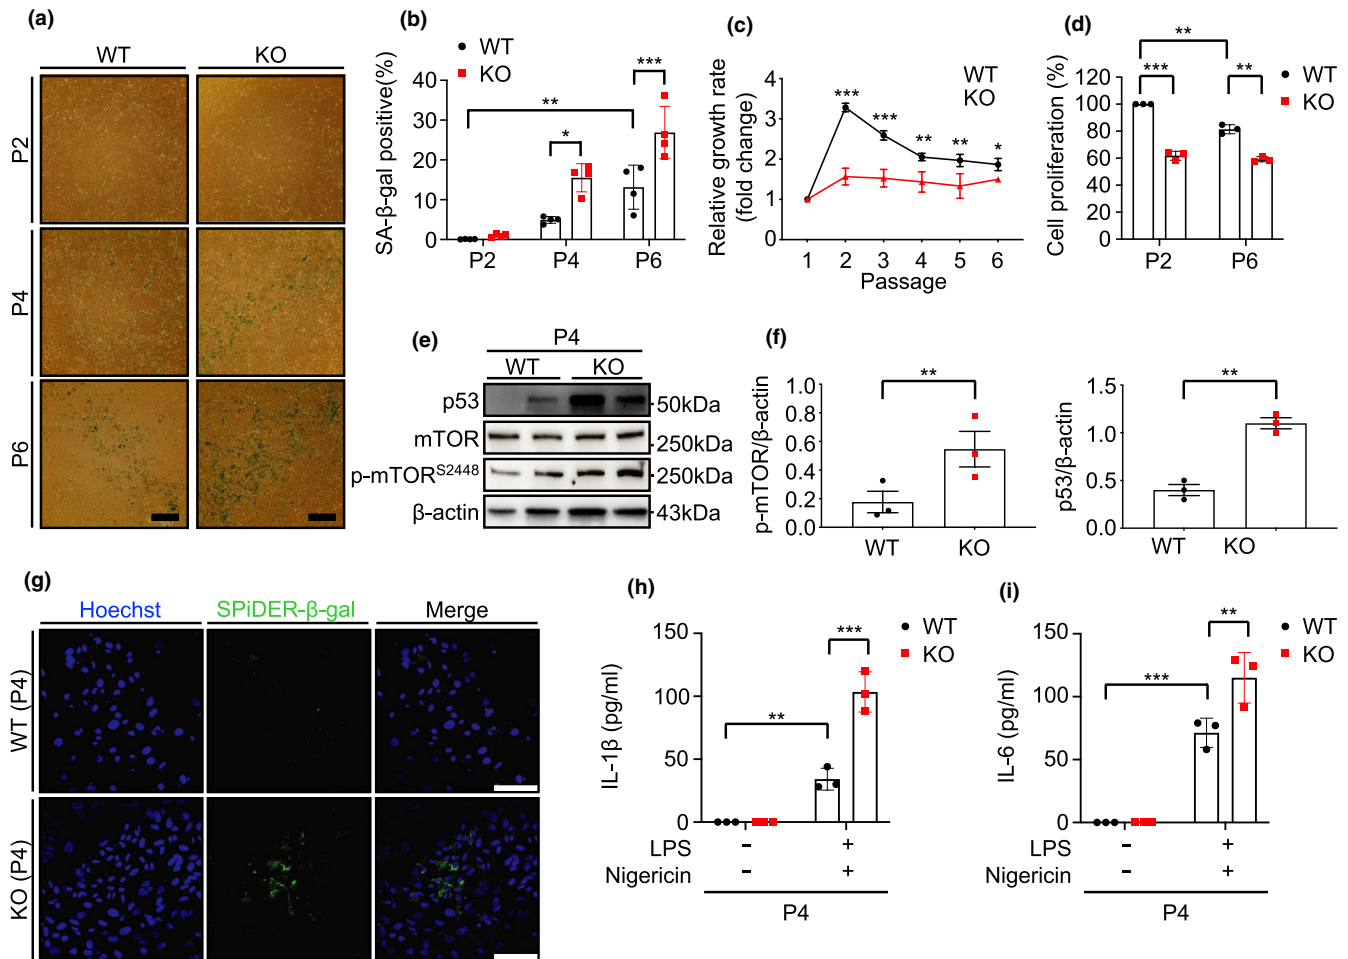 (a)
WT KO
P2
P4
P6
(b)
WT
KO
SA-β-gal positive(%)
40
30
20
10
0
**
*
***
P2 P4 P6
(c)
WT
KO
Relative growth rate
(fold change)
4
3
2
1
0
***
***
**
**
*
1 2 3 4 5 6
Passage
(d)
WT
KO
Cell proliferation (%)
120
100
80
60
40
20
0
**
***
**
P2 P6
(e)
P4
WT KO
p53 50kDa
mTOR 250kDa
p-mTORS2448 250kDa
β-actin 43kDa
(f)
p-mTOR/β-actin
1.0
0.8
0.6
0.4
0.2
0.0
**
WT KO
p53/β-actin
1.5
1.0
0.5
0.0
**
WT KO
(g)
Hoechst SPiDER-β-gal Merge
WT (P4)
KO (P4)
(h)
WT
KO
IL-1β (pg/ml)
150
100
50
0
**
***
LPS - +
Nigericin - +
P4
(i)
WT
KO
IL-6 (pg/ml)
150
100
50
0
***
**
LPS - +
Nigericin - +
P4